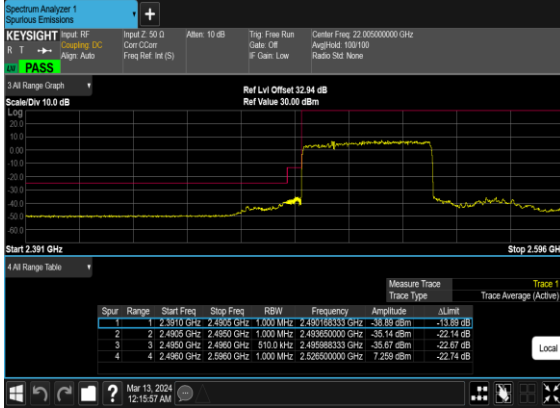 Spectrum Analyzer 1
Spurious Emissions
+
KEYSIGHT Input: RF Input Z: 50 Ω Atten: 10 dB Trig: Free Run Center Freq: 22.005000000 GHz
R T Coupling: DC Corr CCorr Gate: Off Avg|Hold: 100/100
Align: Auto Freq Ref: Int (S) IF Gain: Low Radio Std: None
LXI PASS
3 All Range Graph
Ref Lvl Offset 32.94 dB
Scale/Div 10.0 dB Ref Value 30.00 dBm
Log
20.0
10.0
0.00
-10.0
-20.0
-30.0
-40.0
-50.0
-60.0
Start 2.391 GHz Stop 2.596 GH
4 All Range Table
Measure Trace Trace 1
Trace Type Trace Average (Active)
Spur Range Start Freq Stop Freq RBW Frequency Amplitude ΔLimit
1 1 2.3910 GHz 2.4905 GHz 1.000 MHz 2.490168333 GHz -38.89 dBm -13.89 dB
2 2 2.4905 GHz 2.4950 GHz 1.000 MHz 2.493650000 GHz -35.14 dBm -22.14 dB
3 3 2.4950 GHz 2.4960 GHz 510.0 kHz 2.495988333 GHz -35.67 dBm -22.67 dB
4 4 2.4960 GHz 2.5960 GHz 1.000 MHz 2.526500000 GHz 7.259 dBm -22.74 dB
Local
?
Mar 13, 2024
12:15:57 AM